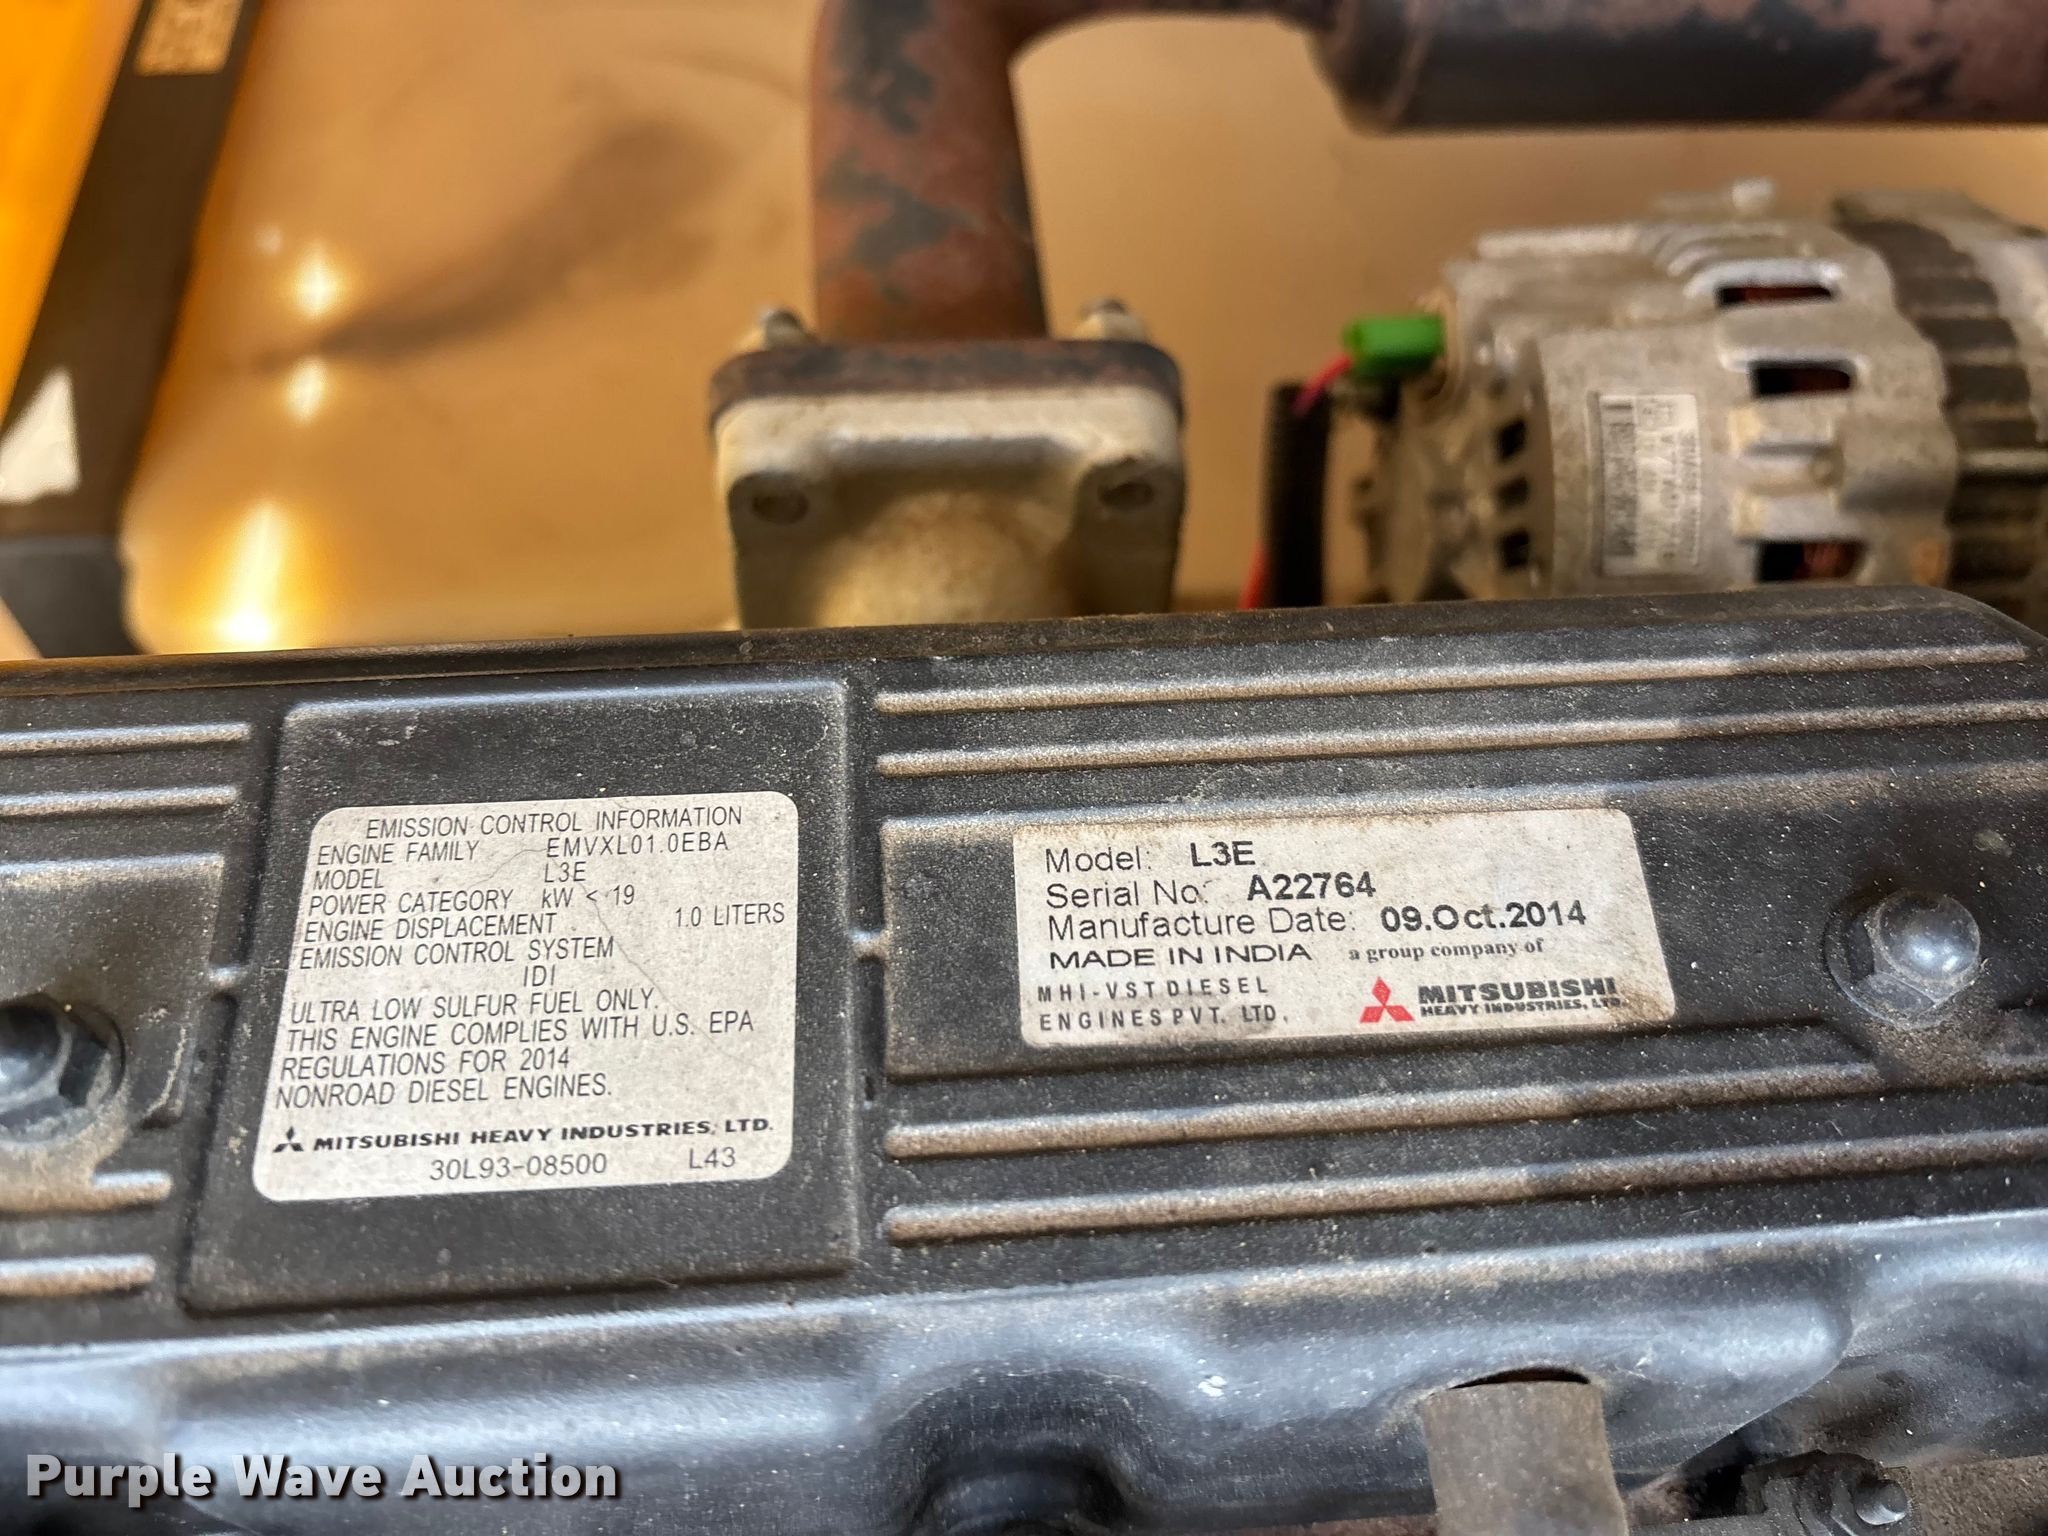 EMISSION CONTROL INFORMATION
ENGINE FAMILY EMVXL01.0EBA
MODEL L3E
POWER CATEGORY kW < 19
ENGINE DISPLACEMENT 1.0 LITERS
EMISSION CONTROL SYSTEM
IDI
ULTRA LOW SULFUR FUEL ONLY.
THIS ENGINE COMPLIES WITH U.S. EPA
REGULATIONS FOR 2014
NONROAD DIESEL ENGINES.
MITSUBISHI HEAVY INDUSTRIES, LTD.
30L93-08500 L43
Model: L3E
Serial No: A22764
Manufacture Date: 09.Oct.2014
MADE IN INDIA a group company of
MHI-VST DIESEL
ENGINES PVT. LTD.
MITSUBISHI
HEAVY INDUSTRIES, LTD.
Purple Wave Auction